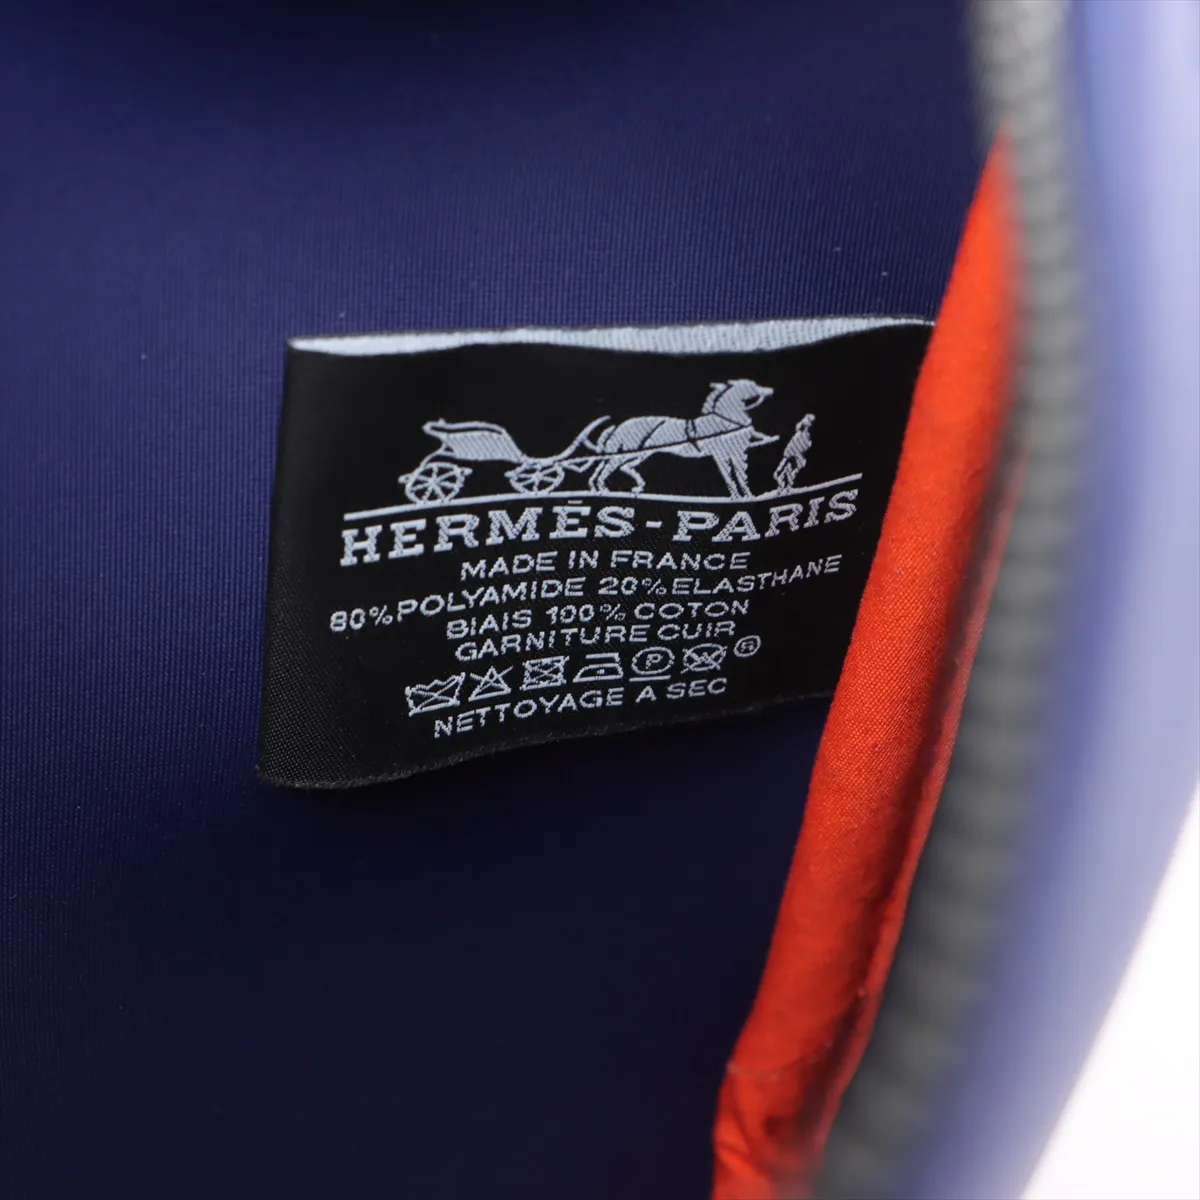 HERMÈS-PARIS
MADE IN FRANCE
80%POLYAMIDE 20%ELASTHANE
BIAIS 100%COTON
GARNITURE CUIR
P
NETTOYAGE A SEC